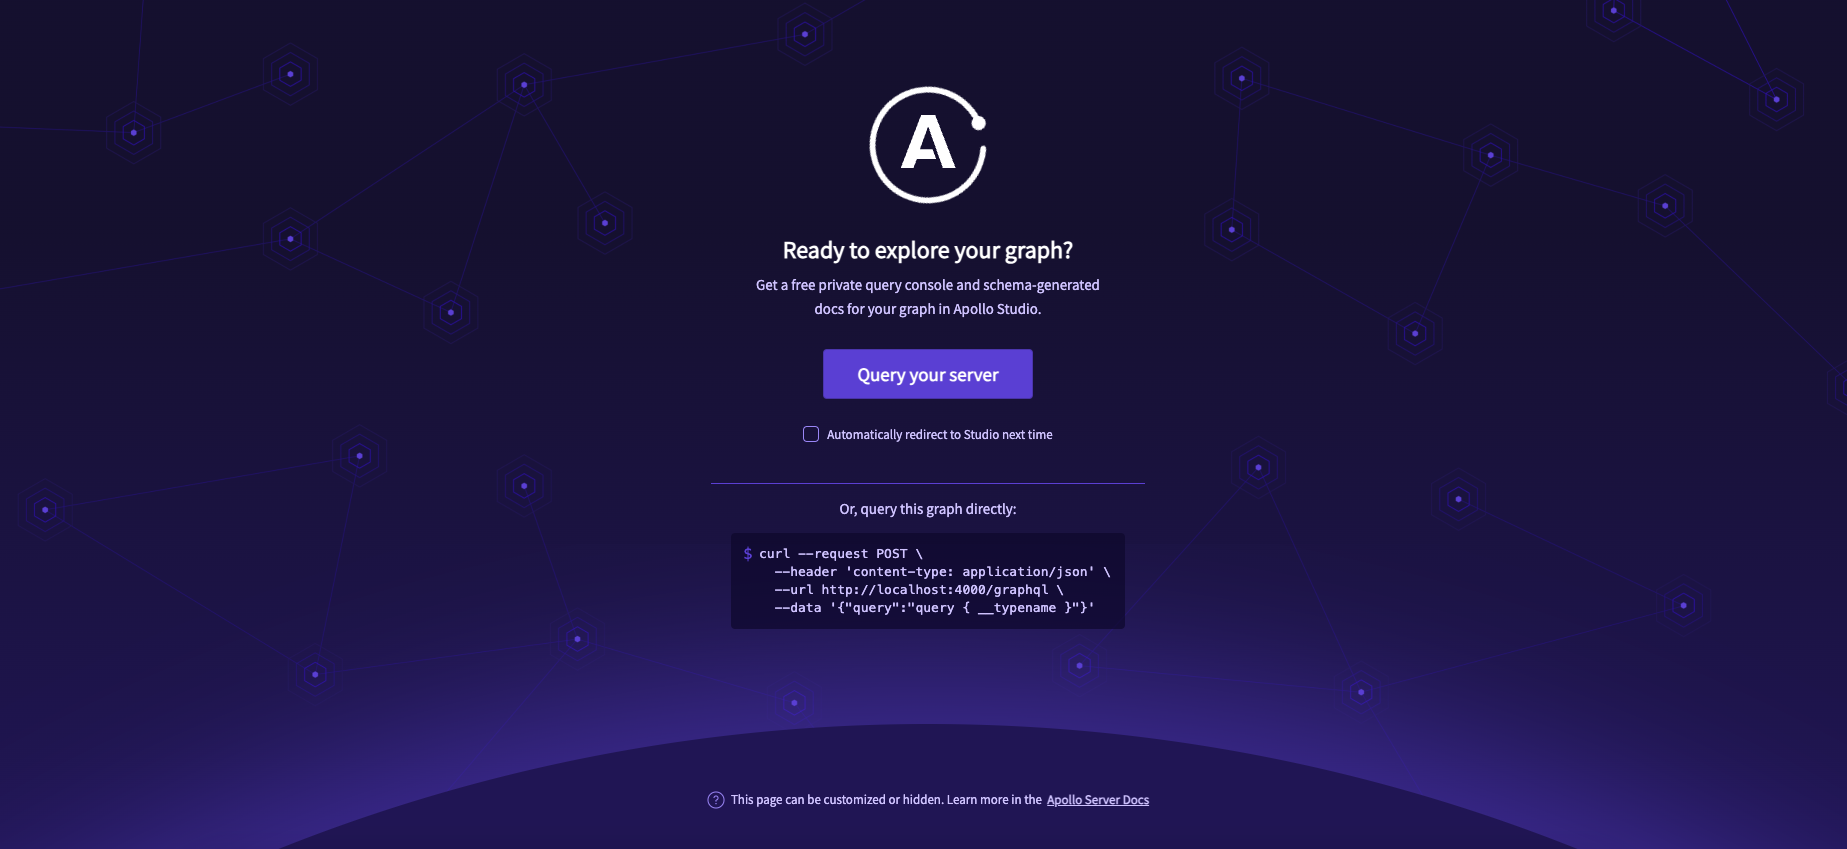 A
Ready to explore your graph?
Get a free private query console and schema-generated
docs for your graph in Apollo Studio.
Query your server
Automatically redirect to Studio next time
Or, query this graph directly:
$ curl --request POST \
--header 'content-type: application/json' \
--url http://localhost:4000/graphql \
--data '{"query":"query { __typename }"}'
? This page can be customized or hidden. Learn more in the Apollo Server Docs